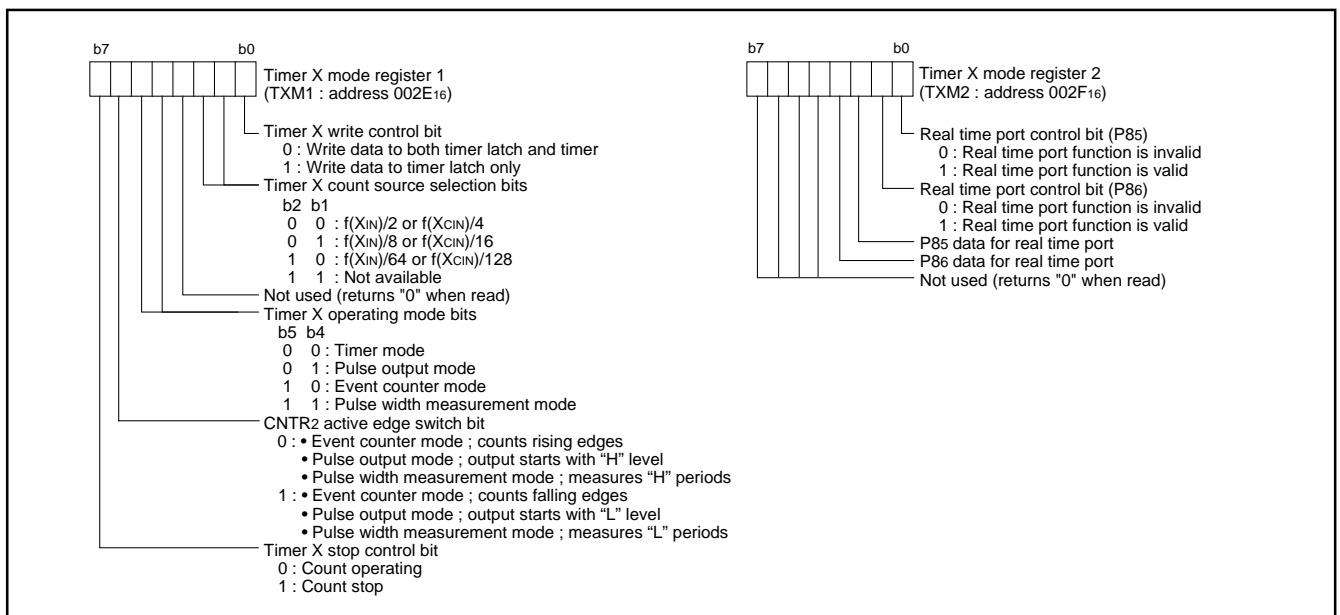 b7 b0
Timer X mode register 1
(TXM1 : address 002E16)
Timer X write control bit
0 : Write data to both timer latch and timer
1 : Write data to timer latch only
Timer X count source selection bits
b2 b1
0 0 : f(XIN)/2 or f(XCIN)/4
0 1 : f(XIN)/8 or f(XCIN)/16
1 0 : f(XIN)/64 or f(XCIN)/128
1 1 : Not available
Not used (returns "0" when read)
Timer X operating mode bits
b5 b4
0 0 : Timer mode
0 1 : Pulse output mode
1 0 : Event counter mode
1 1 : Pulse width measurement mode
CNTR2 active edge switch bit
0 : • Event counter mode ; counts rising edges
• Pulse output mode ; output starts with “H” level
• Pulse width measurement mode ; measures “H” periods
1 : • Event counter mode ; counts falling edges
• Pulse output mode ; output starts with “L” level
• Pulse width measurement mode ; measures “L” periods
Timer X stop control bit
0 : Count operating
1 : Count stop
b7 b0
Timer X mode register 2
(TXM2 : address 002F16)
Real time port control bit (P85)
0 : Real time port function is invalid
1 : Real time port function is valid
Real time port control bit (P86)
0 : Real time port function is invalid
1 : Real time port function is valid
P85 data for real time port
P86 data for real time port
Not used (returns "0" when read)